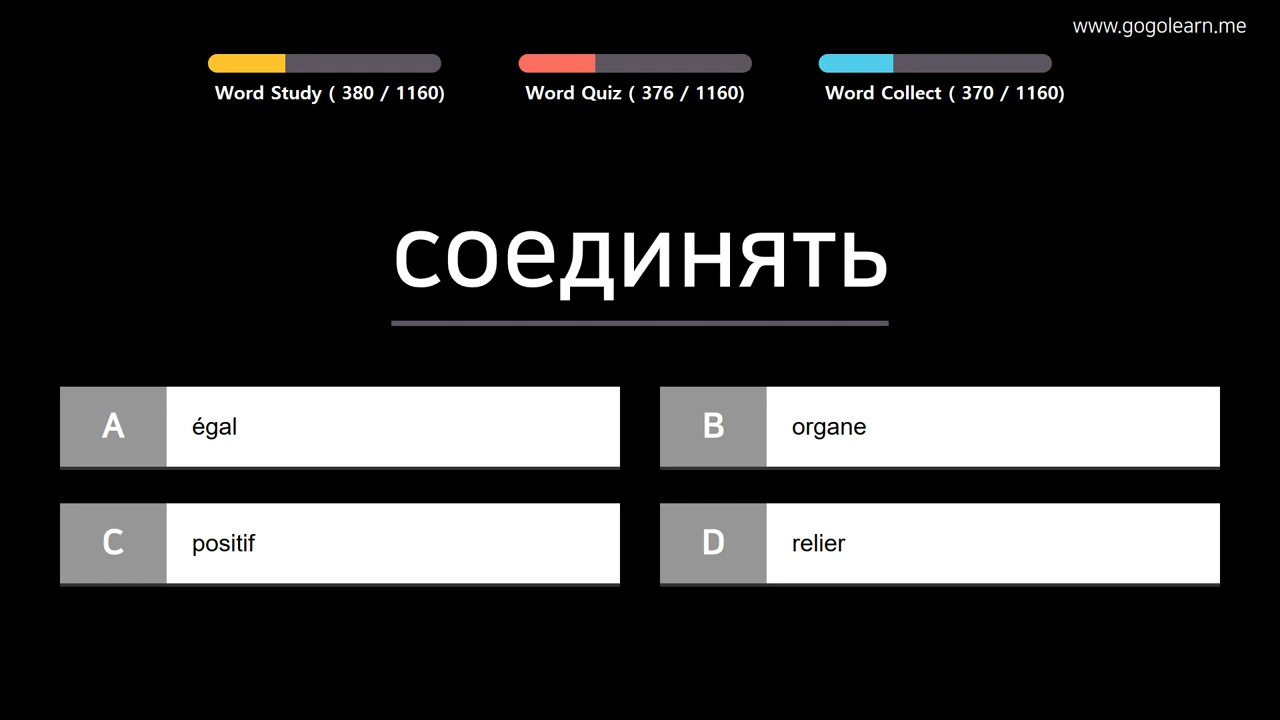 www.gogolearn.me
Word Study ( 380 / 1160)
Word Quiz ( 376 / 1160)
Word Collect ( 370 / 1160)
соединять
A
égal
B
organe
C
positif
D
relier